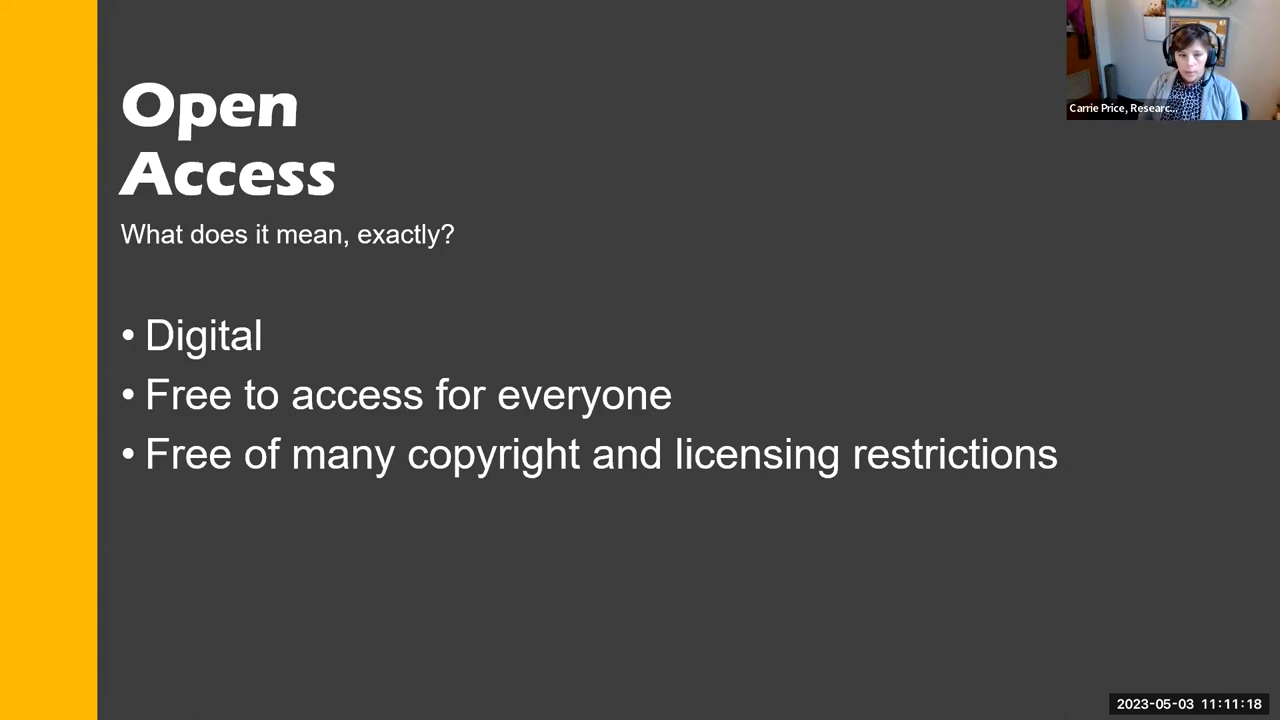 Open
Access
What does it mean, exactly?
• Digital
• Free to access for everyone
• Free of many copyright and licensing restrictions
Carrie Price, Researc...
2023-05-03 11:11:18